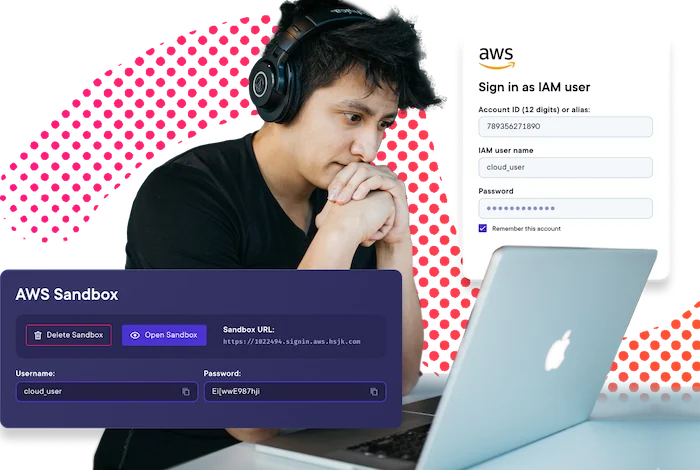 aws
Sign in as IAM user
Account ID (12 digits) or alias:
789356271890
IAM user name
cloud_user
Password
Remember this account
AWS Sandbox
Delete Sandbox
Open Sandbox
Sandbox URL:
https://1022494.signin.aws.hsjk.com
Username:
Password:
cloud_user
Ei[wwE987hji